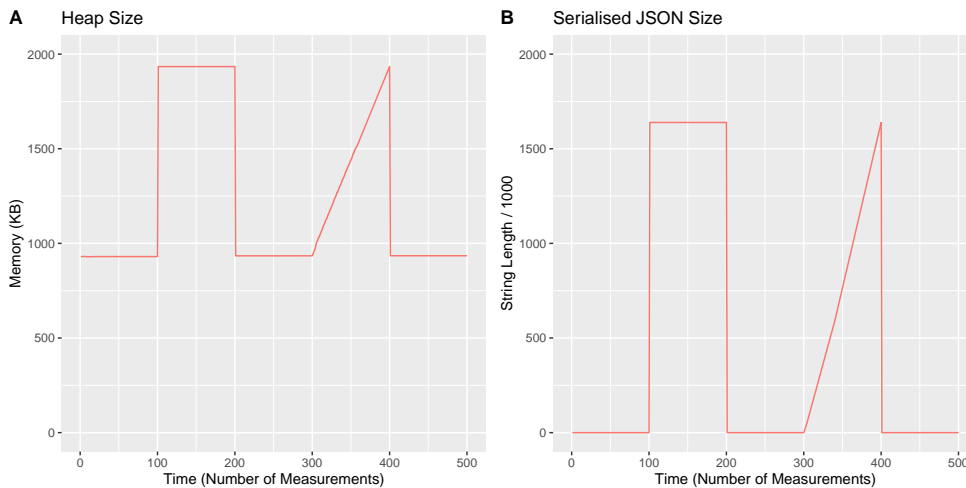 A Heap Size
2000
1500
1000
500
0
Memory (KB)
0 100 200 300 400 500
Time (Number of Measurements)
B Serialised JSON Size
2000
1500
1000
500
0
String Length / 1000
0 100 200 300 400 500
Time (Number of Measurements)